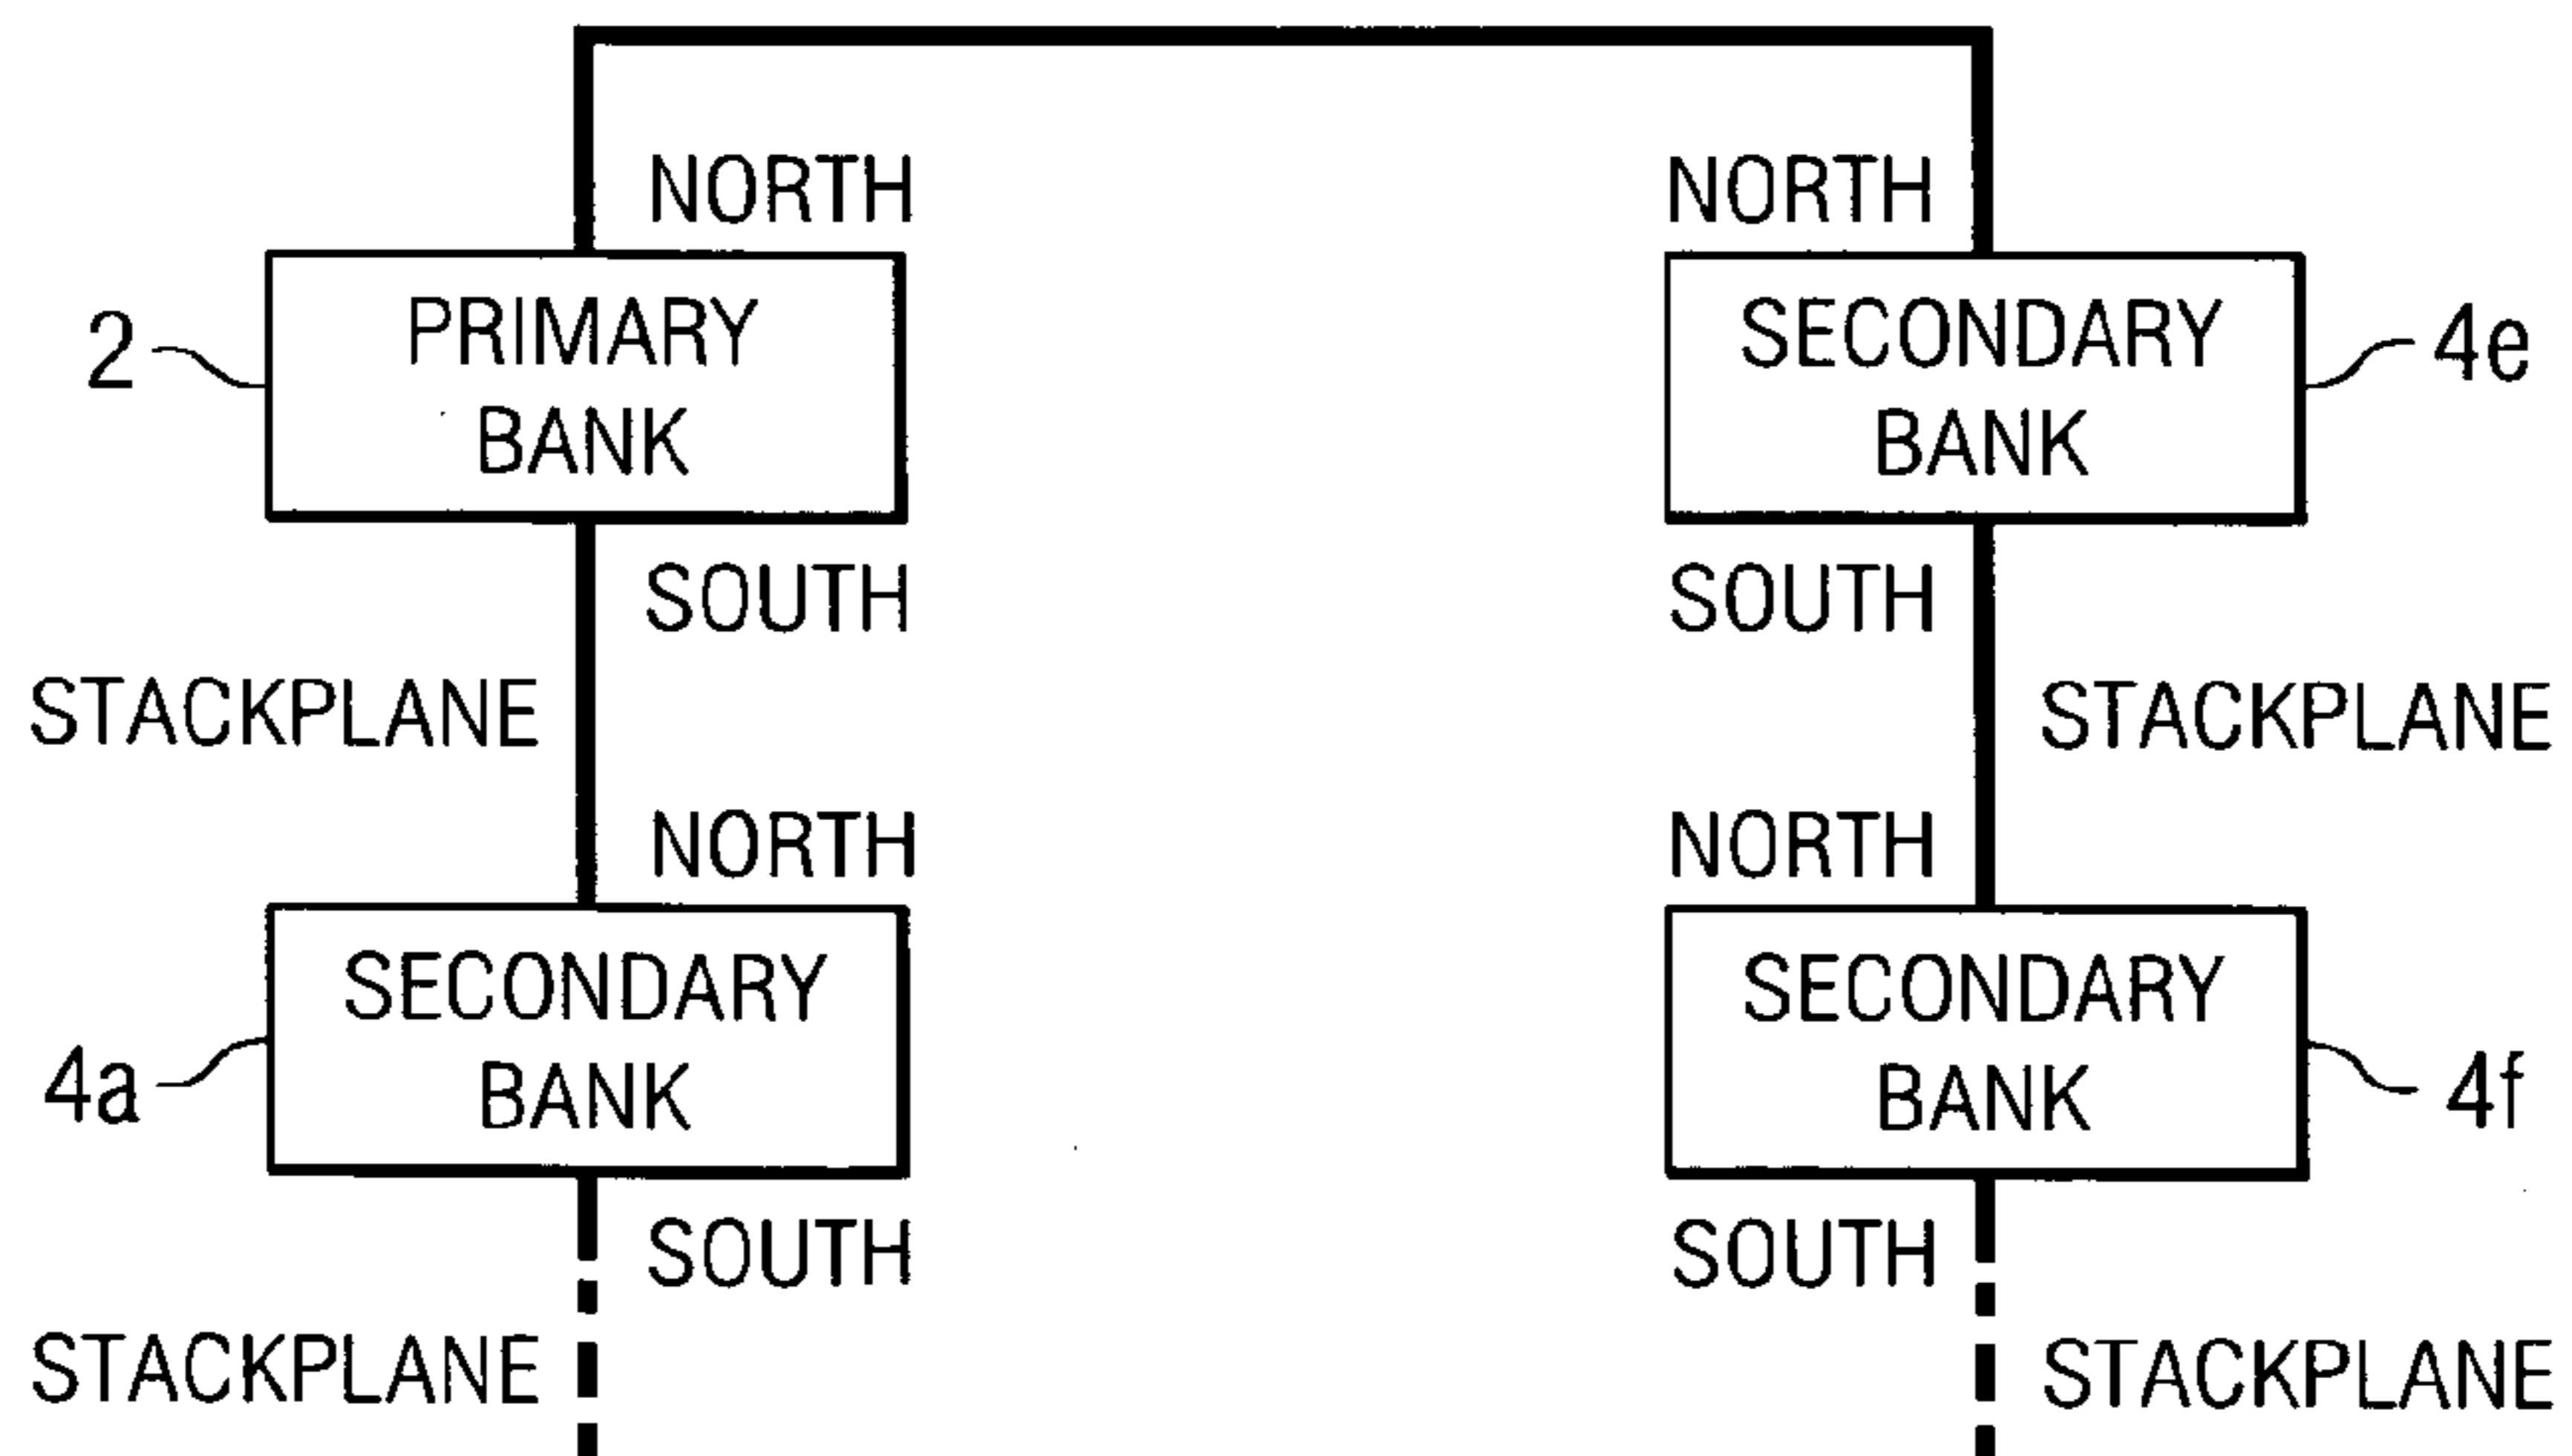 NORTH
NORTH
2
PRIMARY
BANK
SECONDARY
BANK
4e
SOUTH
SOUTH
STACKPLANE
STACKPLANE
NORTH
NORTH
4a
SECONDARY
BANK
SECONDARY
BANK
4f
SOUTH
SOUTH
STACKPLANE
STACKPLANE